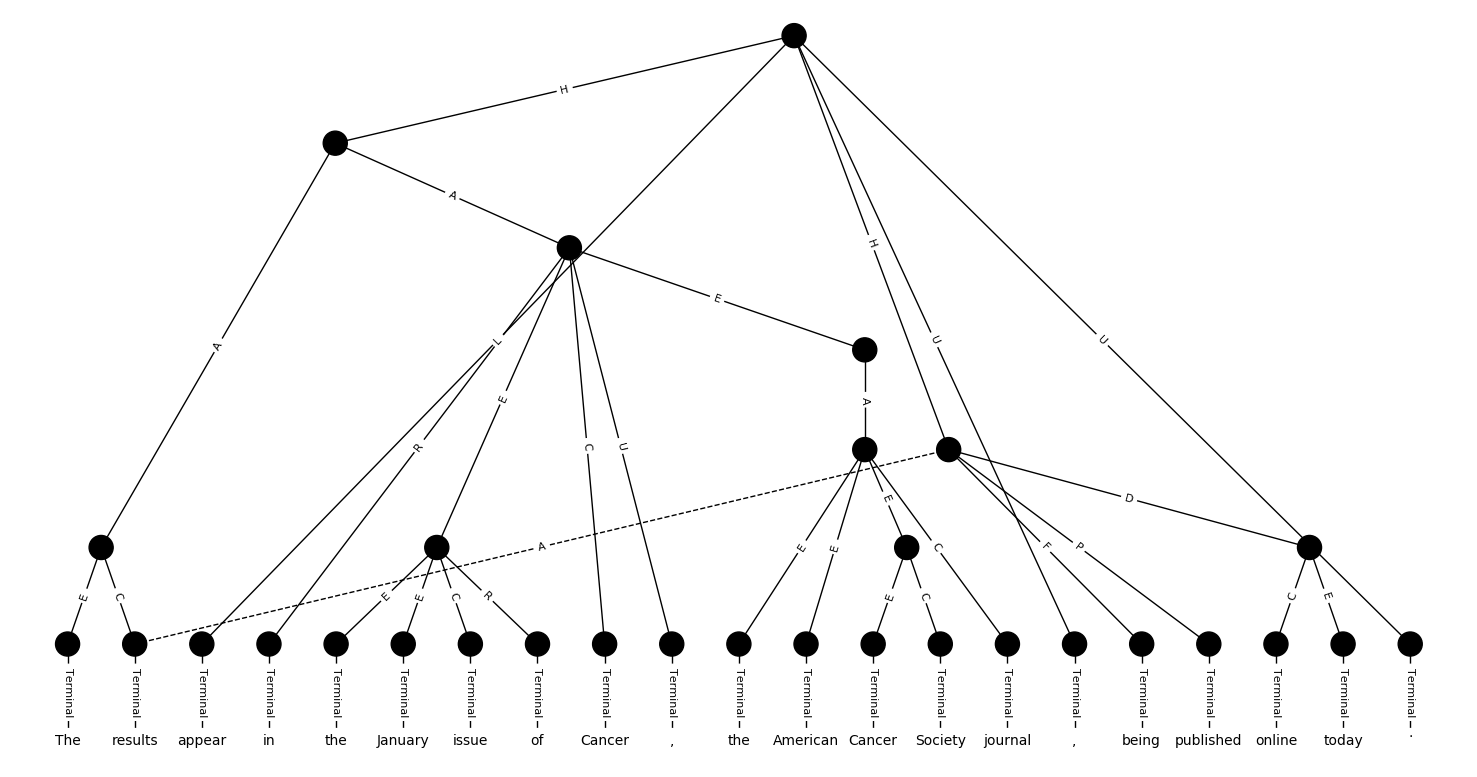 H
A
A
H
E
L
U
U
E
A
R
C
U
D
A
E
E
E
C
F
P
E
C
E
E
C
R
E
C
C
E
Terminal Terminal Terminal Terminal Terminal Terminal Terminal Terminal Terminal Terminal Terminal Terminal Terminal Terminal Terminal Terminal Terminal Terminal Terminal Terminal Terminal
The results appear in the January issue of Cancer , the American Cancer Society journal , being published online today .